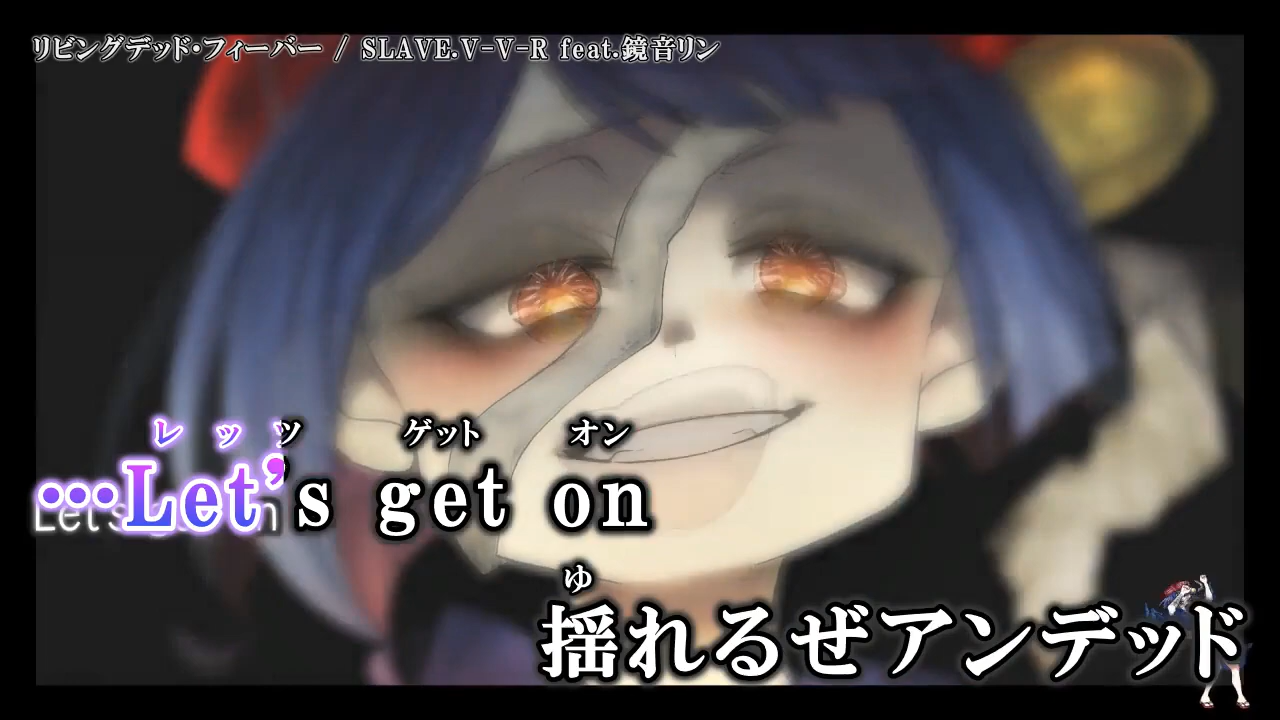 リビングデッド・フィーバー / SLAVE.V-V-R feat.鏡音リン
レッツ ゲット オン
…Let's get on
ゆ
揺れるぜアンデッド